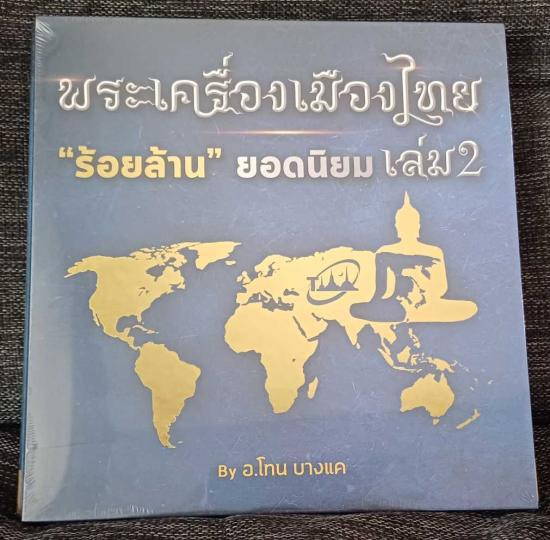 พระเครื่องเมืองไทย
“ร้อยล้าน” ยอดนิยม เล่ม 2
By อ.โทน บางแค